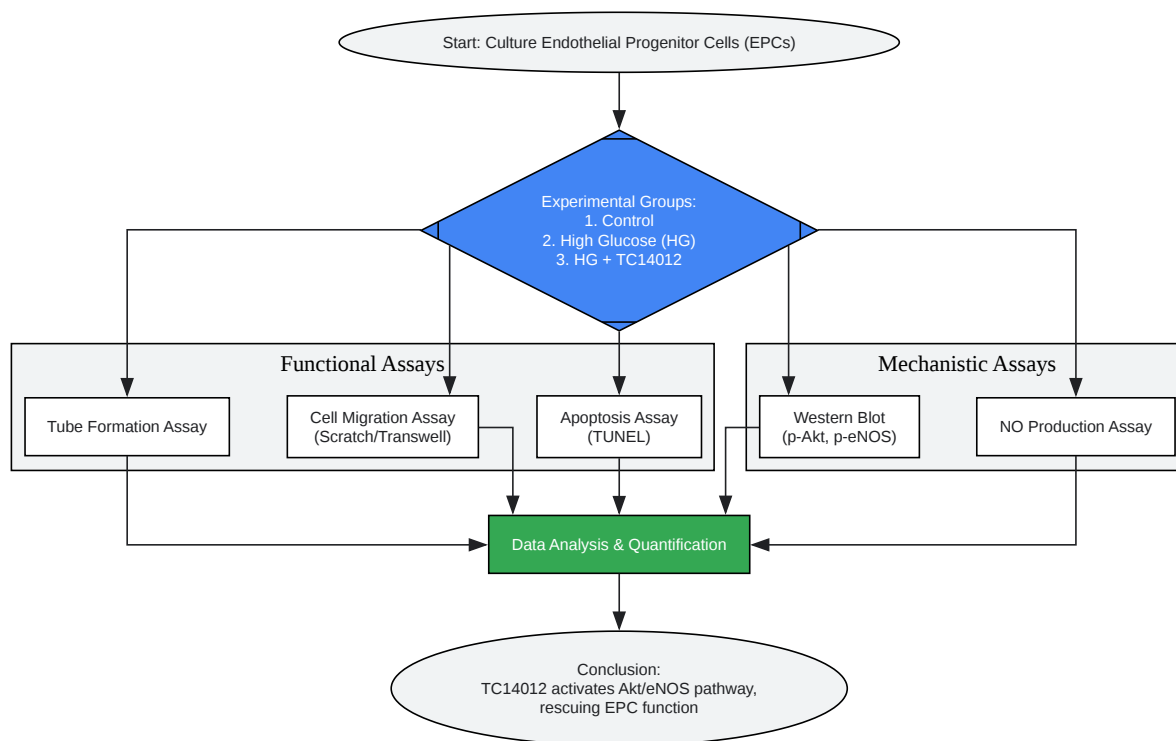 Start: Culture Endothelial Progenitor Cells (EPCs)
Experimental Groups:
1. Control
2. High Glucose (HG)
3. HG + TC14012
Functional Assays
Tube Formation Assay
Cell Migration Assay
(Scratch/Transwell)
Apoptosis Assay
(TUNEL)
Mechanistic Assays
Western Blot
(p-Akt, p-eNOS)
NO Production Assay
Data Analysis & Quantification
Conclusion:
TC14012 activates Akt/eNOS pathway,
rescuing EPC function